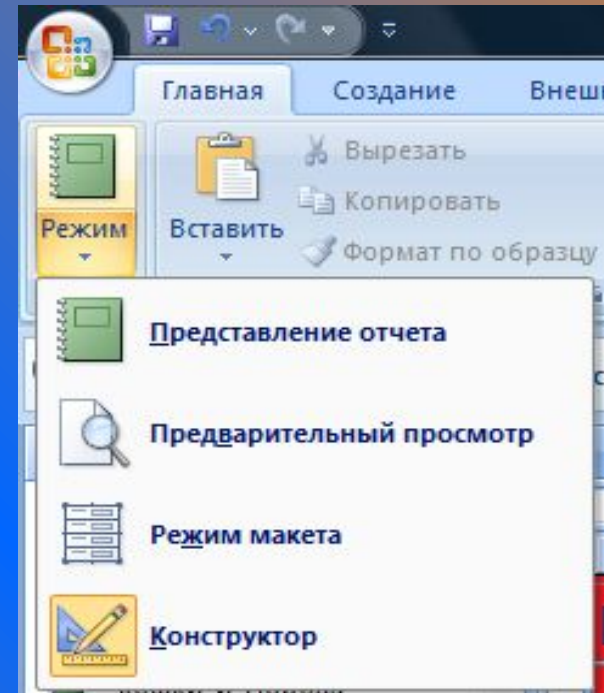 Главная Создание Внеш
Вырезать
Копировать
Режим Вставить Формат по образцу
Представление отчета
Предварительный просмотр
Режим макета
Конструктор